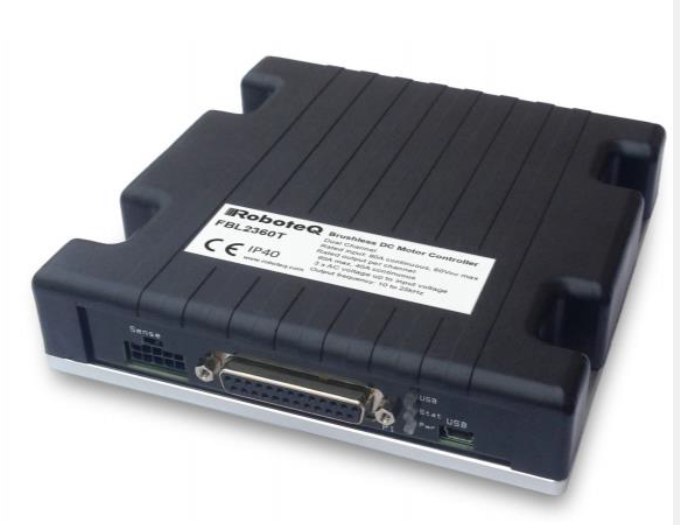 RoboteQ
Brushless DC Motor Controller
FBL2360T
Dual Channel
Rated input: 80A continuous, 60Vdc max
Rated output per channel:
60A max, 40A continuous
3 x AC voltage up to input voltage
Output frequency: 10 to 25kHz
CE IP40
www.roboteq.com
Sense
P1
USB
Stat
Pwr
USB